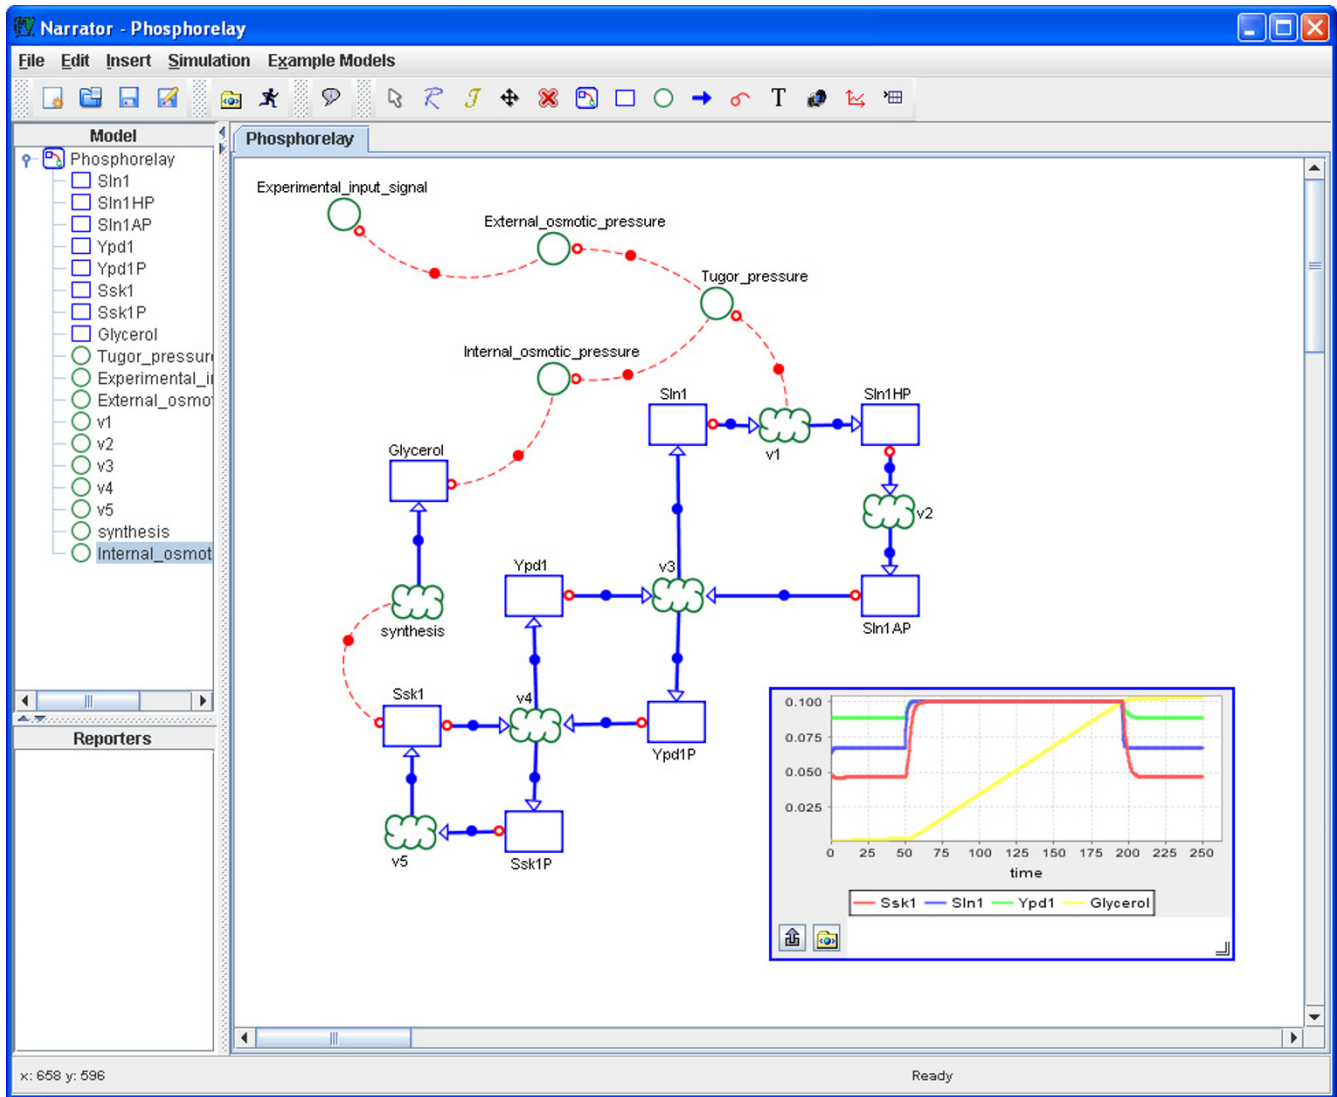 Narrator - Phosphorelay
File Edit Insert Simulation Example Models
Model
Phosphorelay
Sln1
Sln1HP
Sln1AP
Ypd1
Ypd1P
Ssk1
Ssk1P
Glycerol
Tugor_pressure
Experimental_i
External_osmo
v1
v2
v3
v4
v5
synthesis
Internal_osmot
Reporters
Phosphorelay
Experimental_input_signal
External_osmotic_pressure
Tugor_pressure
Internal_osmotic_pressure
Sln1
Sln1HP
v1
Glycerol
v2
Ypd1
v3
synthesis
Sln1AP
Ssk1
v4
Ypd1P
v5
Ssk1P
0.100
0.075
0.050
0.025
0 25 50 75 100 125 150 175 200 225 250
time
Ssk1 Sln1 Ypd1 Glycerol
x: 658 y: 596
Ready